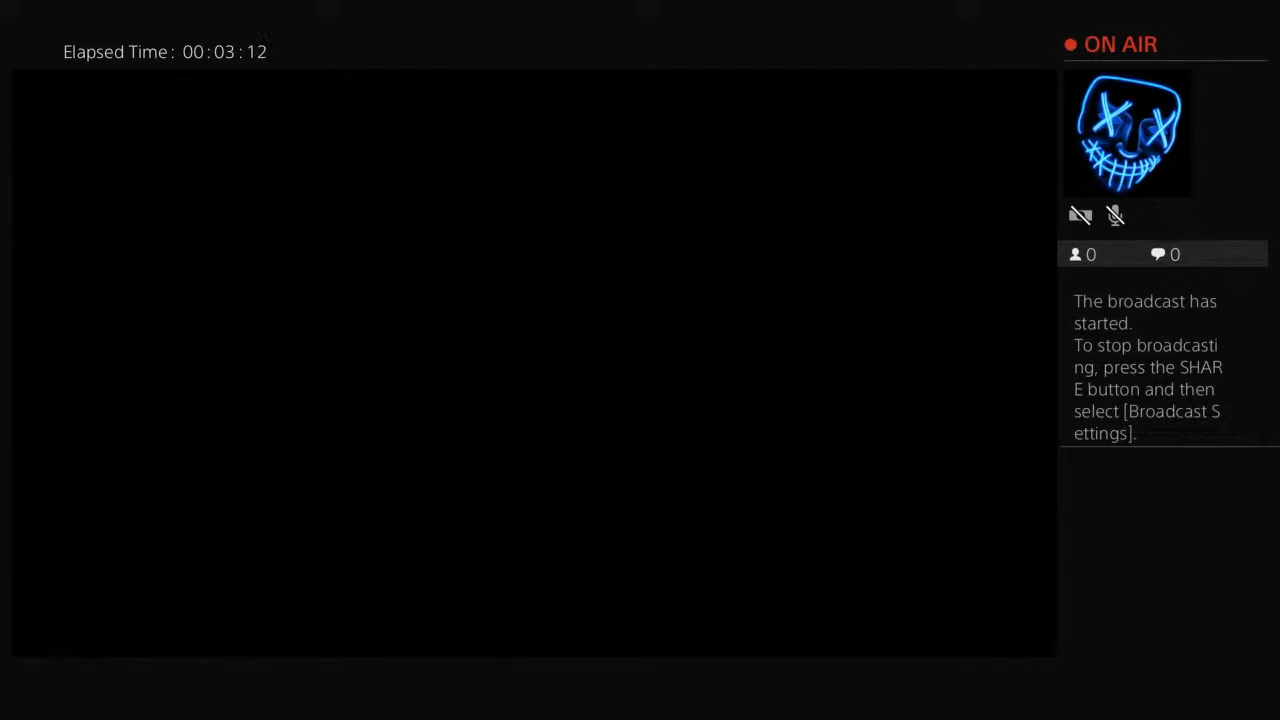 Elapsed Time: 00:03:12
ON AIR
0 0
The broadcast has
started.
To stop broadcasti
ng, press the SHAR
E button and then
select [Broadcast S
ettings].